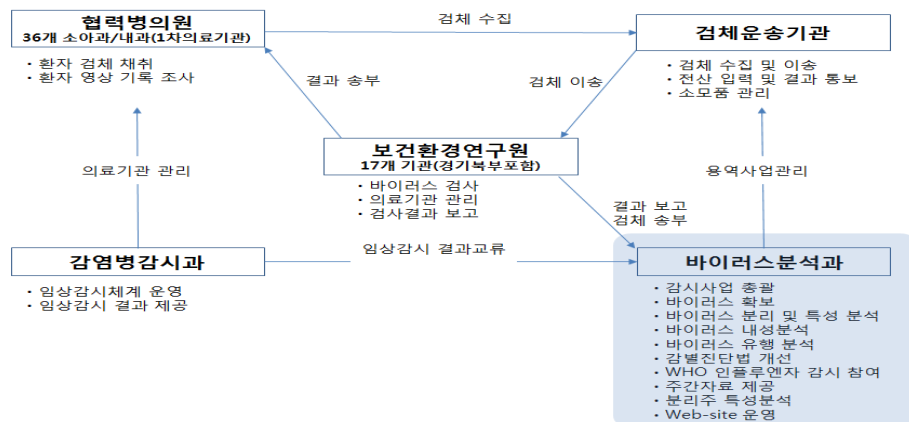 협력병의원
36개 소아과/내과(1차의료기관)
· 환자 검체 채취
· 환자 영상 기록 조사
검체 수집
검체운송기관
· 검체 수집 및 이송
· 전산 입력 및 결과 통보
· 소모품 관리
결과 송부
검체 이송
보건환경연구원
17개 기관(경기북부포함)
· 바이러스 검사
· 의료기관 관리
· 검사결과 보고
의료기관 관리
용역사업관리
결과 보고
검체 송부
감염병감시과
· 임상감시체계 운영
· 임상감시 결과 제공
임상감시 결과교류
바이러스분석과
· 감시사업 총괄
· 바이러스 확보
· 바이러스 분리 및 특성 분석
· 바이러스 내성분석
· 바이러스 유행 분석
· 감별진단법 개선
· WHO 인플루엔자 감시 참여
· 주간자료 제공
· 분리주 특성분석
· Web-site 운영